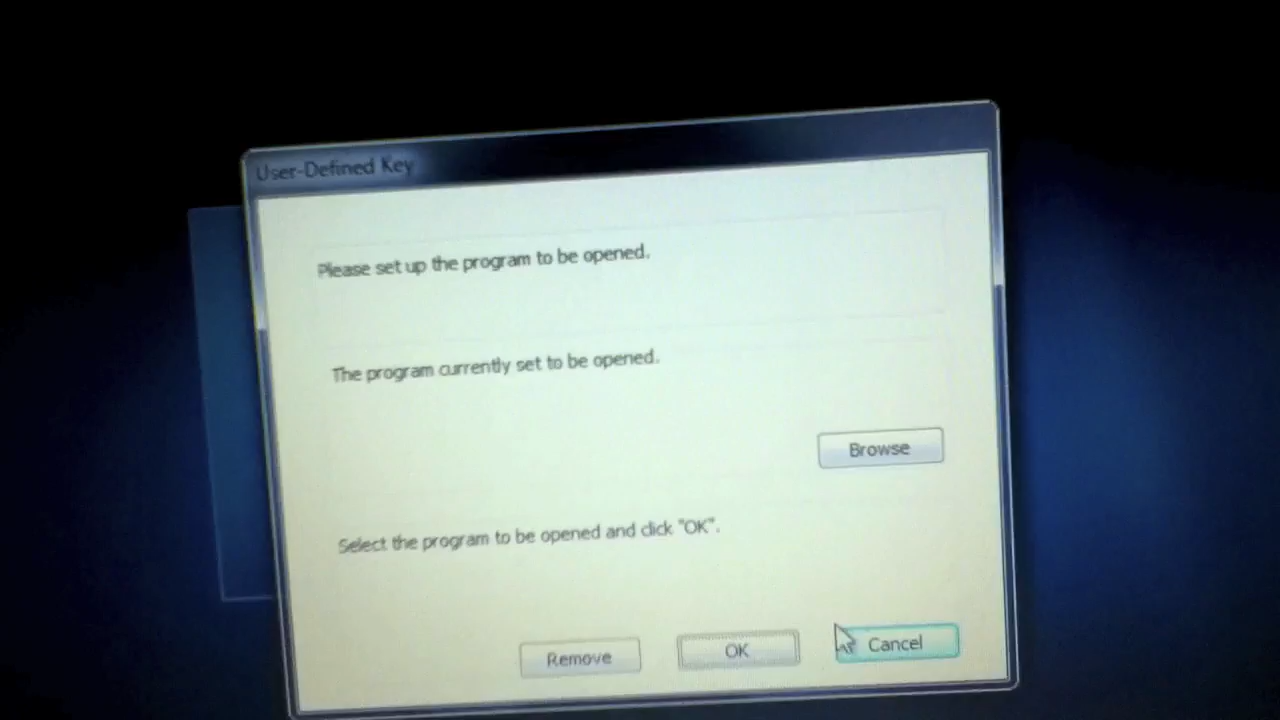 User-Defined Key
Please set up the program to be opened.
The program currently set to be opened.
Browse
Select the program to be opened and click "OK".
Remove
OK
Cancel